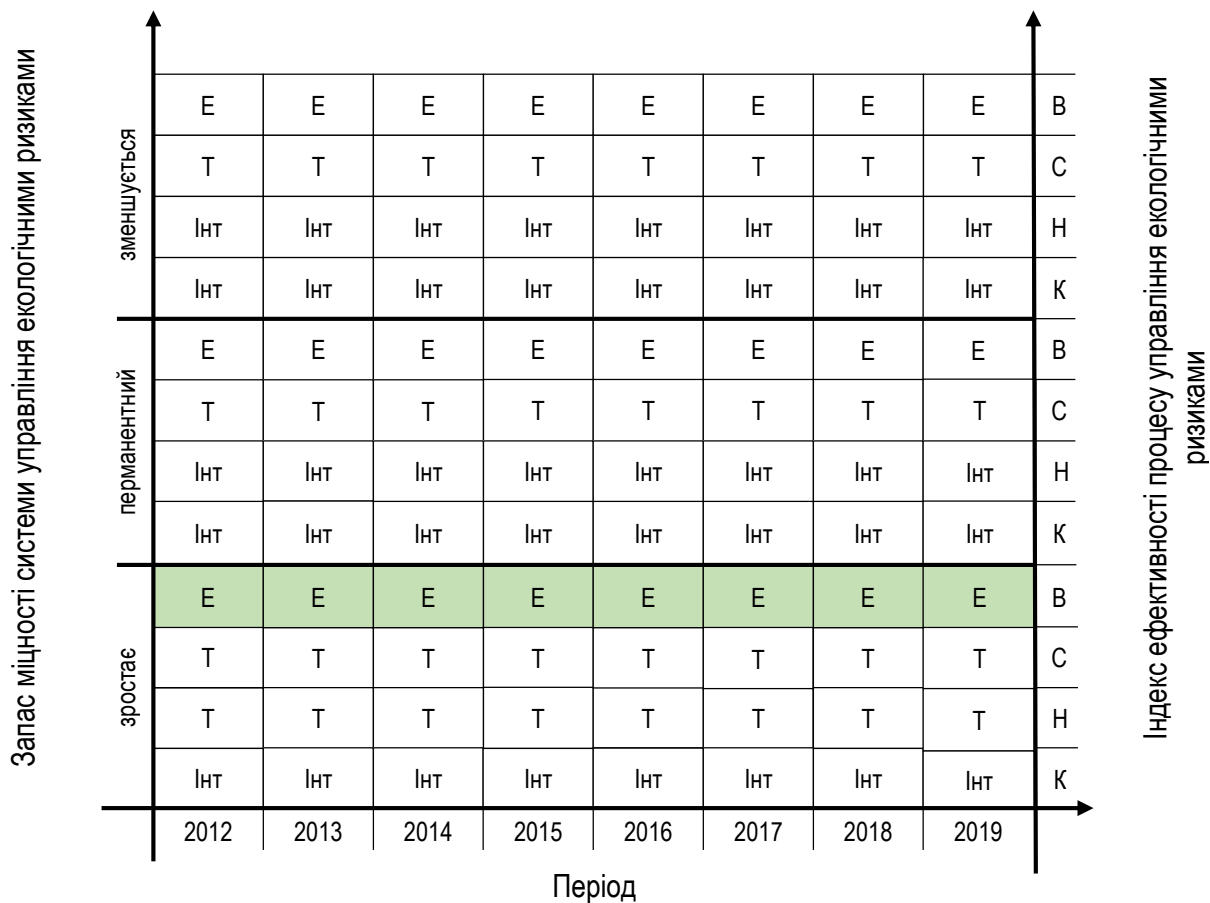 Запас міцності системи управління екологічними ризиками
зменшується
Е Е Е Е Е Е Е Е В
Т Т Т Т Т Т Т Т С
Інт Інт Інт Інт Інт Інт Інт Інт Н
Інт Інт Інт Інт Інт Інт Інт Інт К
перманентний
Е Е Е Е Е Е Е Е В
Т Т Т Т Т Т Т Т С
Інт Інт Інт Інт Інт Інт Інт Інт Н
Інт Інт Інт Інт Інт Інт Інт Інт К
зростає
Е Е Е Е Е Е Е Е В
Т Т Т Т Т Т Т Т С
Т Т Т Т Т Т Т Т Н
Інт Інт Інт Інт Інт Інт Інт Інт К
2012 2013 2014 2015 2016 2017 2018 2019
Період
Індекс ефективності процесу управління екологічними
ризиками